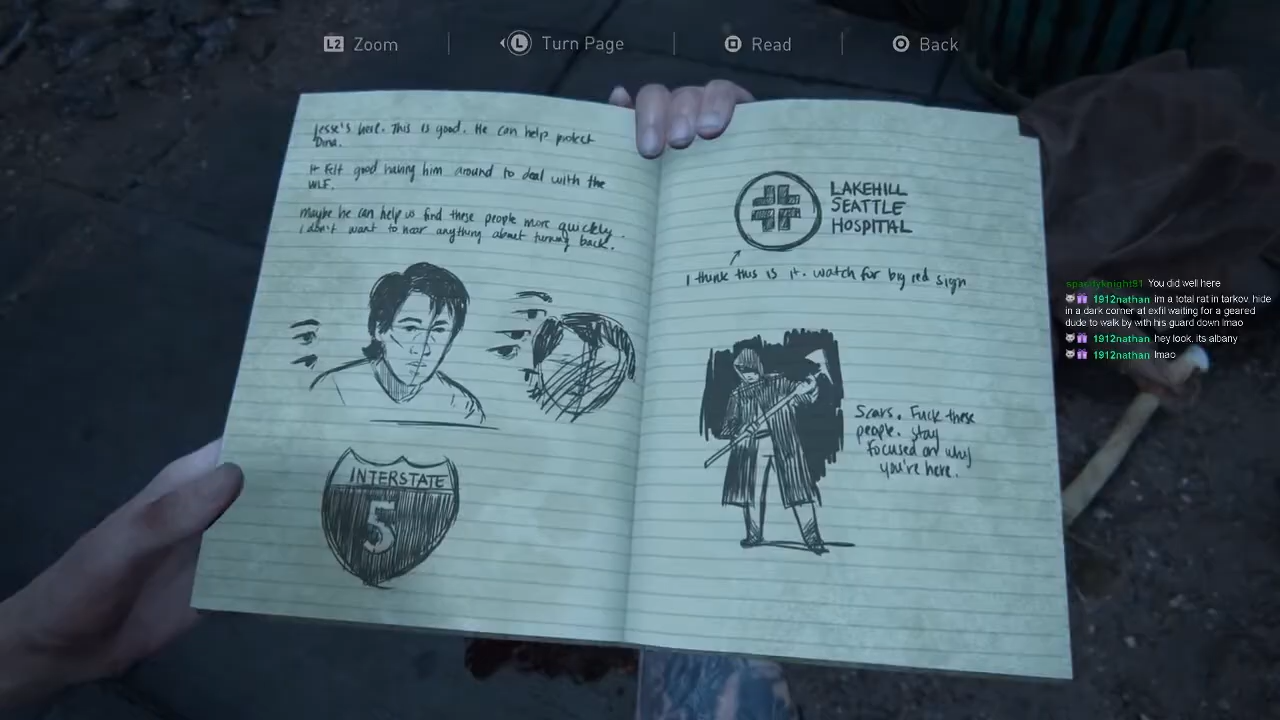 L2 Zoom
L Turn Page
Read
Back
Jesse's here. This is good. He can help protect
Dina.
It felt good having him around to deal with the
WLF.
Maybe he can help us find these people more quickly.
I don't want to hear anything about turning back.
INTERSTATE
5
LAKEHILL
SEATTLE
HOSPITAL
I think this is it. watch for big red sign
Scars. Fuck these
people. stay
focused on why
you're here.
spacflyknight91 You did well here
1912nathan im a total rat in tarkov. hide
in a dark corner at exfil waiting for a geared
dude to walk by with his guard down lmao
1912nathan hey look. its albany
1912nathan lmao